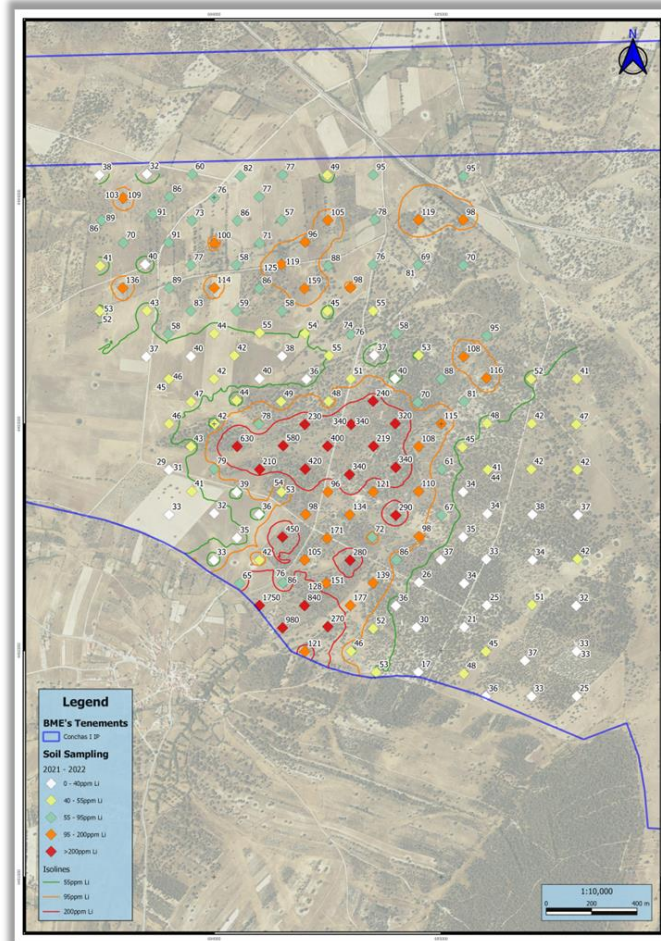 N
38 32 60 82 77 49 95 95
103 109 86 76 77
89 91 73 86 57 105 78 119 98
86
70 91 100 71 96
41 40 77 58 125 119 88 76 69 70
81
136 89 114 86 159 98
53 43 83 59 58 45 55
52
58 44 55 54 74 76 58 95
37 40 42 38 55 37 53 108
46 42 40 36 51 40 88 116 52 41
45
47 44 49 48 240 70 81
46 42 78 230 340 340 320 115 48 42 47
43 630 580 400 219 108 45
29 31 79 210 420 340 340 61 41 42 42
44
41 39 54 53 96 121 110 34
33 32 36 98 134 290 67 34 38 37
35 450 171 72 98
33 42 105 280 86 37 33 34 42
65 76 86 128 151 139 26 34
1750 840 177 36 25 51 32
980 270 52 30 21
121 46 45 37 33
33
53 17 48
36 33 25
Legend
BME's Tenements
Conchas I IP
Soil Sampling
2021 - 2022
0 - 40ppm Li
40 - 55ppm Li
55 - 95ppm Li
95 - 200ppm Li
>200ppm Li
Isolines
55ppm Li
95ppm Li
200ppm Li
1:10,000
0 200 400 m